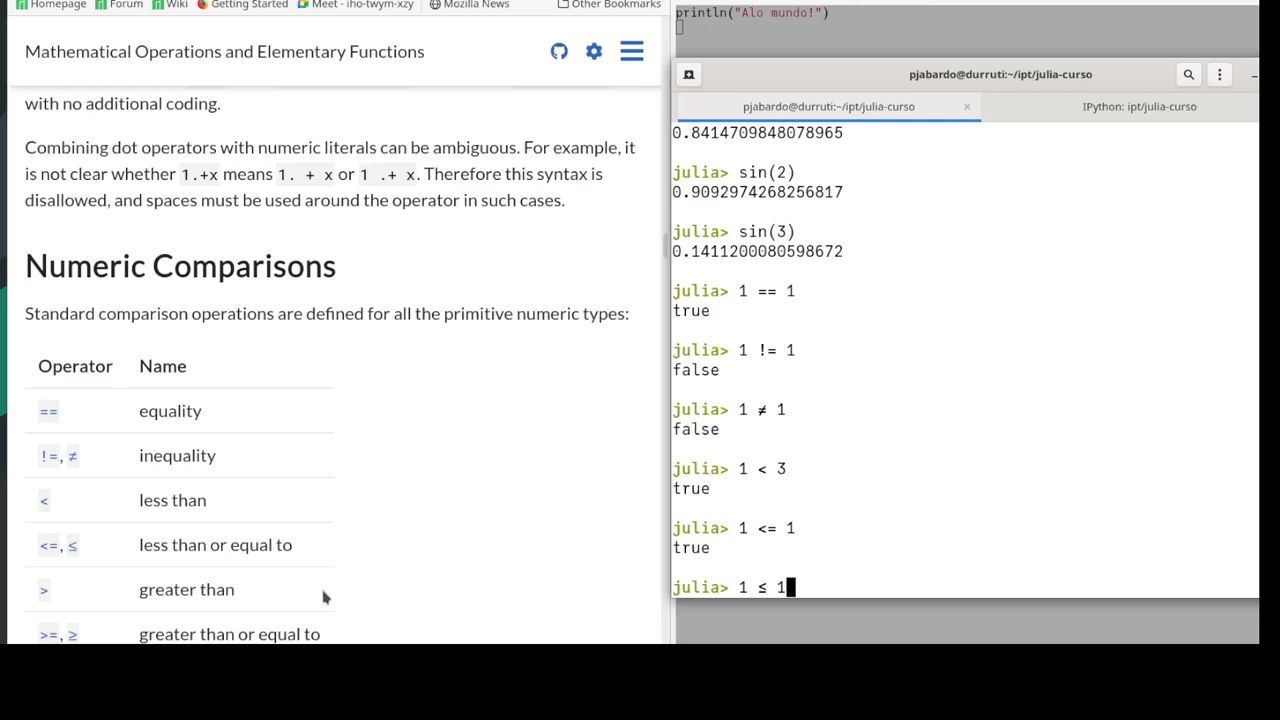 Homepage Forum Wiki Getting Started Meet - iho-twym-xzy Mozilla News Other Bookmarks
Mathematical Operations and Elementary Functions
with no additional coding.
Combining dot operators with numeric literals can be ambiguous. For example, it
is not clear whether 1.+x means 1. + x or 1 .+ x. Therefore this syntax is
disallowed, and spaces must be used around the operator in such cases.
Numeric Comparisons
Standard comparison operations are defined for all the primitive numeric types:
Operator Name
== equality
!=, ≠ inequality
< less than
<=, ≤ less than or equal to
> greater than
>=, ≥ greater than or equal to
println("Alo mundo!")
pjabardo@durruti:~/ipt/julia-curso
pjabardo@durruti:~/ipt/julia-curso × IPython: ipt/julia-curso
0.8414709848078965
julia> sin(2)
0.9092974268256817
julia> sin(3)
0.1411200080598672
julia> 1 == 1
true
julia> 1 != 1
false
julia> 1 ≠ 1
false
julia> 1 < 3
true
julia> 1 <= 1
true
julia> 1 ≤ 1